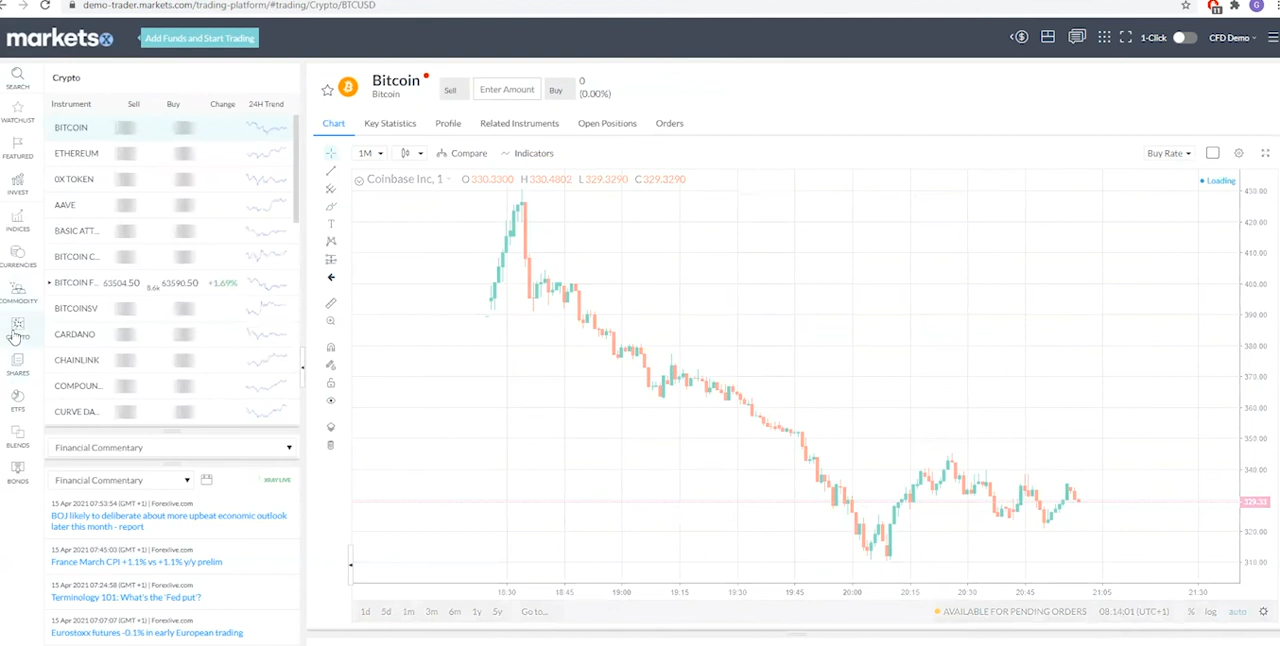 demo-trader.markets.com/trading-platform/#trading/Crypto/BTCUSD
11
G
marketsx
Add Funds and Start Trading
1-Click
CFD Demo
SEARCH
WATCHLIST
FEATURED
INVEST
INDICES
CURRENCIES
COMMODITY
SHARES
ETFS
BLENDS
BONDS
Crypto
Instrument Sell Buy Change 24H Trend
BITCOIN
ETHEREUM
0X TOKEN
AAVE
BASIC ATT...
BITCOIN C...
BITCOIN F... 63504.50 8.6k 63590.50 +1.69%
BITCOINSV
CARDANO
CHAINLINK
COMPOUN...
CURVE DA...
Financial Commentary
Financial Commentary XRAY LIVE
15 Apr 2021 07:53:54 (GMT +1) | Forexlive.com
BOJ likely to deliberate about more upbeat economic outlook
later this month - report
15 Apr 2021 07:45:03 (GMT +1) | Forexlive.com
France March CPI +1.1% vs +1.1% y/y prelim
15 Apr 2021 07:24:58 (GMT +1) | Forexlive.com
Terminology 101: What's the 'Fed put'?
15 Apr 2021 07:07:07 (GMT +1) | Forexlive.com
Eurostoxx futures -0.1% in early European trading
Bitcoin
Bitcoin
Sell Enter Amount Buy
0
(0.00%)
Chart Key Statistics Profile Related Instruments Open Positions Orders
1M Compare Indicators Buy Rate
Coinbase Inc, 1 O 330.3300 H 330.4802 L 329.3290 C 329.3290
Loading
430.00
420.00
410.00
400.00
390.00
380.00
370.00
360.00
350.00
340.00
329.33
320.00
310.00
18:30 18:45 19:00 19:15 19:30 19:45 20:00 20:15 20:30 20:45 21:05 21:30
1d 5d 1m 3m 6m 1y 5y Go to... AVAILABLE FOR PENDING ORDERS 08:14:01 (UTC+1) % log auto